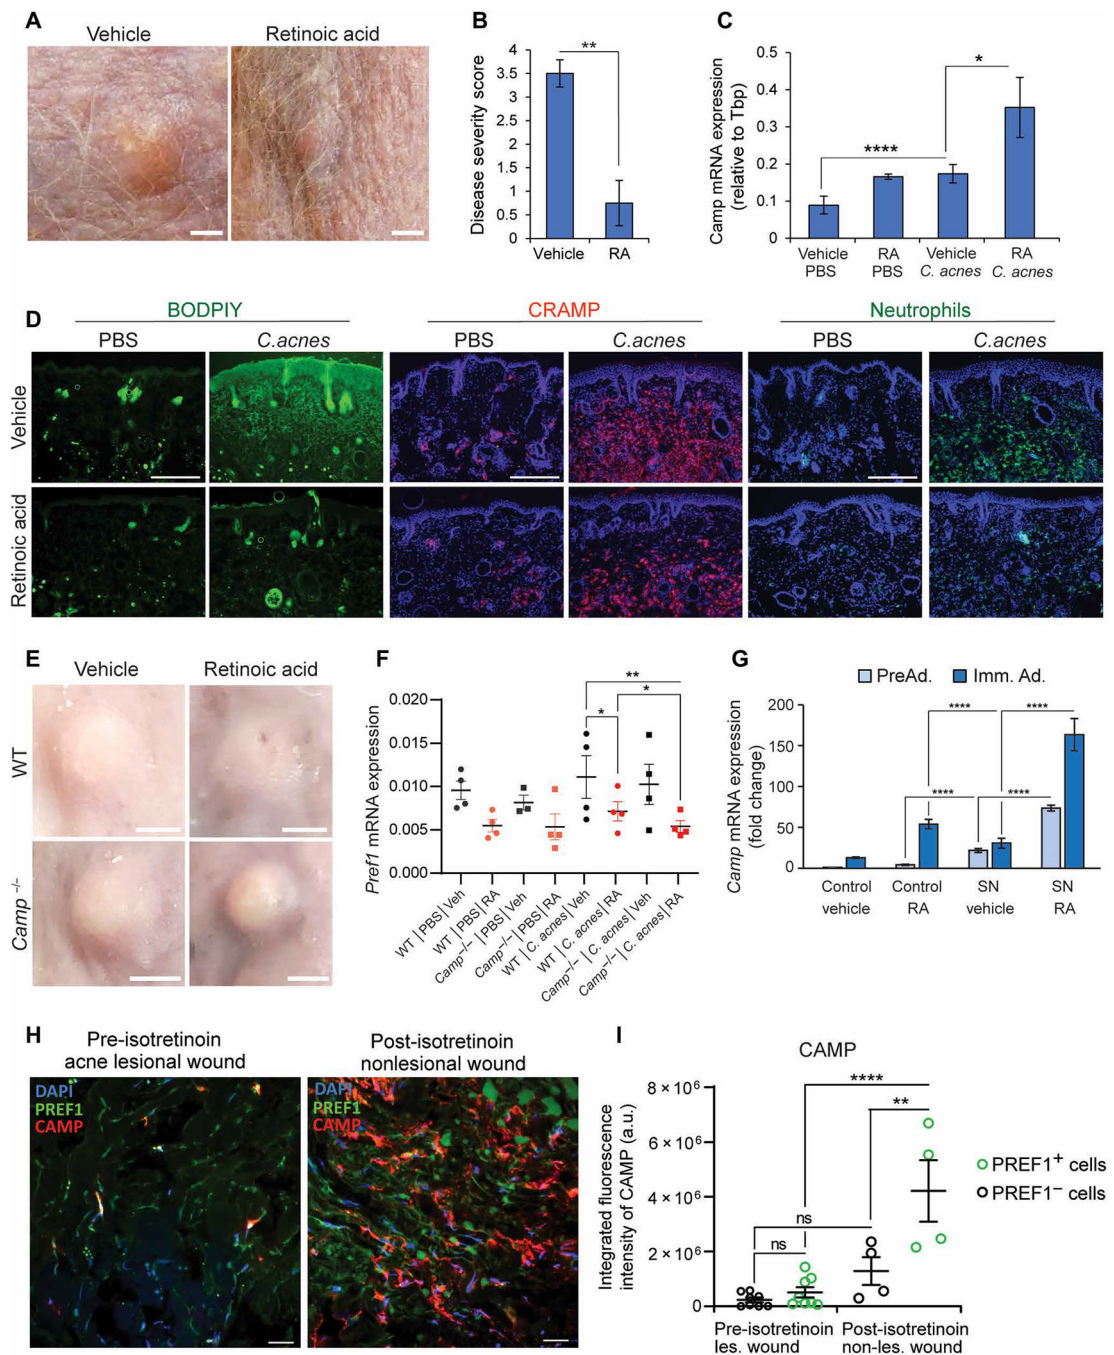 A
Vehicle
Retinoic acid
B
Disease severity score
4
3.5
3
2.5
2
1.5
1
0.5
0
**
Vehicle
RA
C
Camp mRNA expression
(relative to Tbp)
0.5
0.4
0.3
0.2
0.1
0
****
*
Vehicle
PBS
RA
PBS
Vehicle
C. acnes
RA
C. acnes
D
BODPIY
CRAMP
Neutrophils
PBS
C.acnes
PBS
C.acnes
PBS
C.acnes
Vehicle
Retinoic acid
E
Vehicle
Retinoic acid
WT
Camp −/−
F
Pref1 mRNA expression
0.020
0.015
0.010
0.005
0.000
**
*
*
WT | PBS | Veh
WT | PBS | RA
Camp−/− | PBS | Veh
Camp−/− | PBS | RA
WT | C. acnes | Veh
WT | C. acnes | RA
Camp−/− | C. acnes | Veh
Camp−/− | C. acnes | RA
G
PreAd.
Imm. Ad.
Camp mRNA expression
(fold change)
200
150
100
50
0
****
****
****
****
Control
vehicle
Control
RA
SN
vehicle
SN
RA
H
Pre-isotretinoin
acne lesional wound
Post-isotretinoin
nonlesional wound
DAPI
PREF1
CAMP
DAPI
PREF1
CAMP
I
CAMP
Integrated fluorescence
intensity of CAMP (a.u.)
8 × 10⁶
6 × 10⁶
4 × 10⁶
2 × 10⁶
0
****
**
ns
ns
PREF1⁺ cells
PREF1⁻ cells
Pre-isotretinoin
les. wound
Post-isotretinoin
non-les. wound